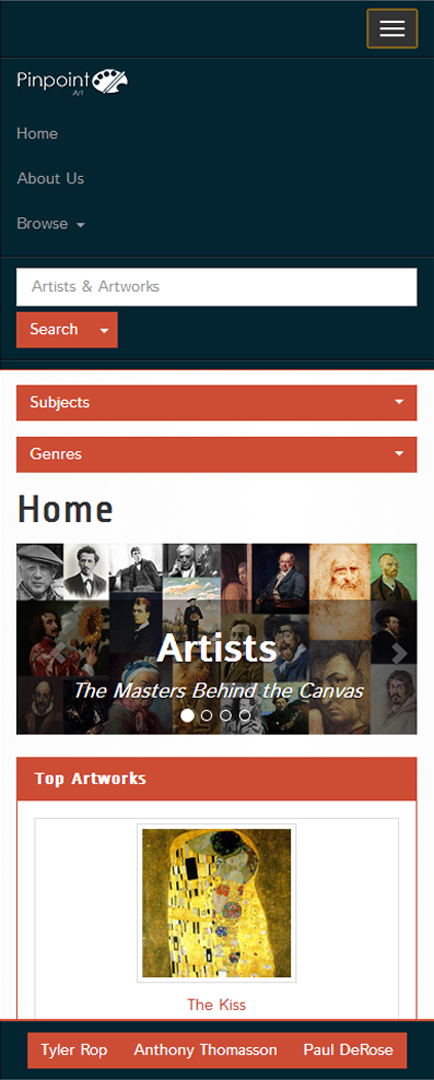 Pinpoint
Art
Home
About Us
Browse
Artists & Artworks
Search
Subjects
Genres
Home
Artists
The Masters Behind the Canvas
Top Artworks
The Kiss
Tyler Rop Anthony Thomasson Paul DeRose